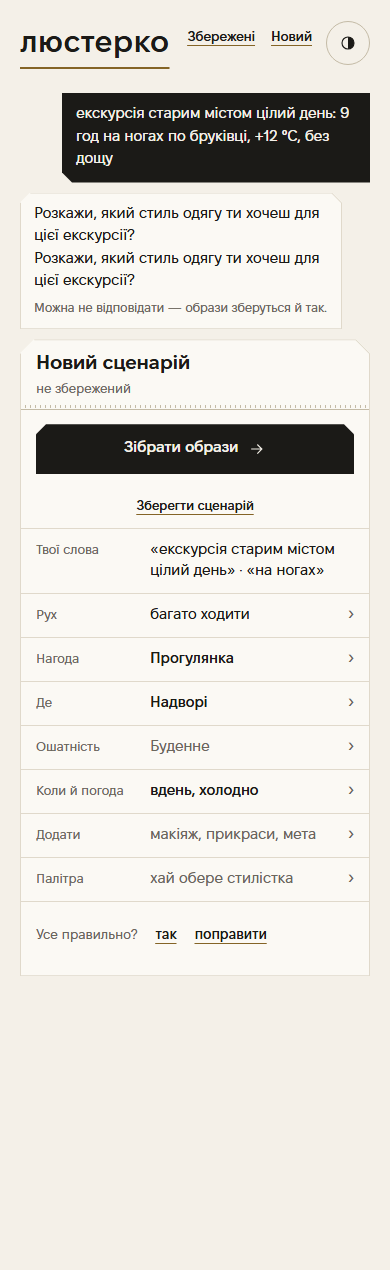 люстерко
Збережені
Новий
екскурсія старим містом цілий день: 9
год на ногах по бруківці, +12 °C, без
дощу
Розкажи, який стиль одягу ти хочеш для
цієї екскурсії?
Розкажи, який стиль одягу ти хочеш для
цієї екскурсії?
Можна не відповідати — образи зберуться й так.
Новий сценарій
не збережений
Зібрати образи →
Зберегти сценарій
Твої слова «екскурсія старим містом
цілий день» · «на ногах»
Рух багато ходити ›
Нагода Прогулянка ›
Де Надворі ›
Ошатність Буденне ›
Коли й погода вдень, холодно ›
Додати макіяж, прикраси, мета ›
Палітра хай обере стилістка ›
Усе правильно? так поправити